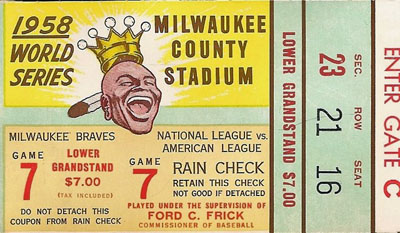 1958
WORLD
SERIES
MILWAUKEE
COUNTY
STADIUM
MILWAUKEE BRAVES
GAME
7
LOWER
GRANDSTAND
$7.00
(TAX INCLUDED)
DO NOT DETACH THIS
COUPON FROM RAIN CHECK
NATIONAL LEAGUE vs.
AMERICAN LEAGUE
GAME
7
RAIN CHECK
RETAIN THIS CHECK
NOT GOOD IF DETACHED
PLAYED UNDER THE SUPERVISION OF
FORD C. FRICK
COMMISSIONER OF BASEBALL
LOWER GRANDSTAND $7.00
SEC. ROW SEAT
23 21 16
ENTER GATE C